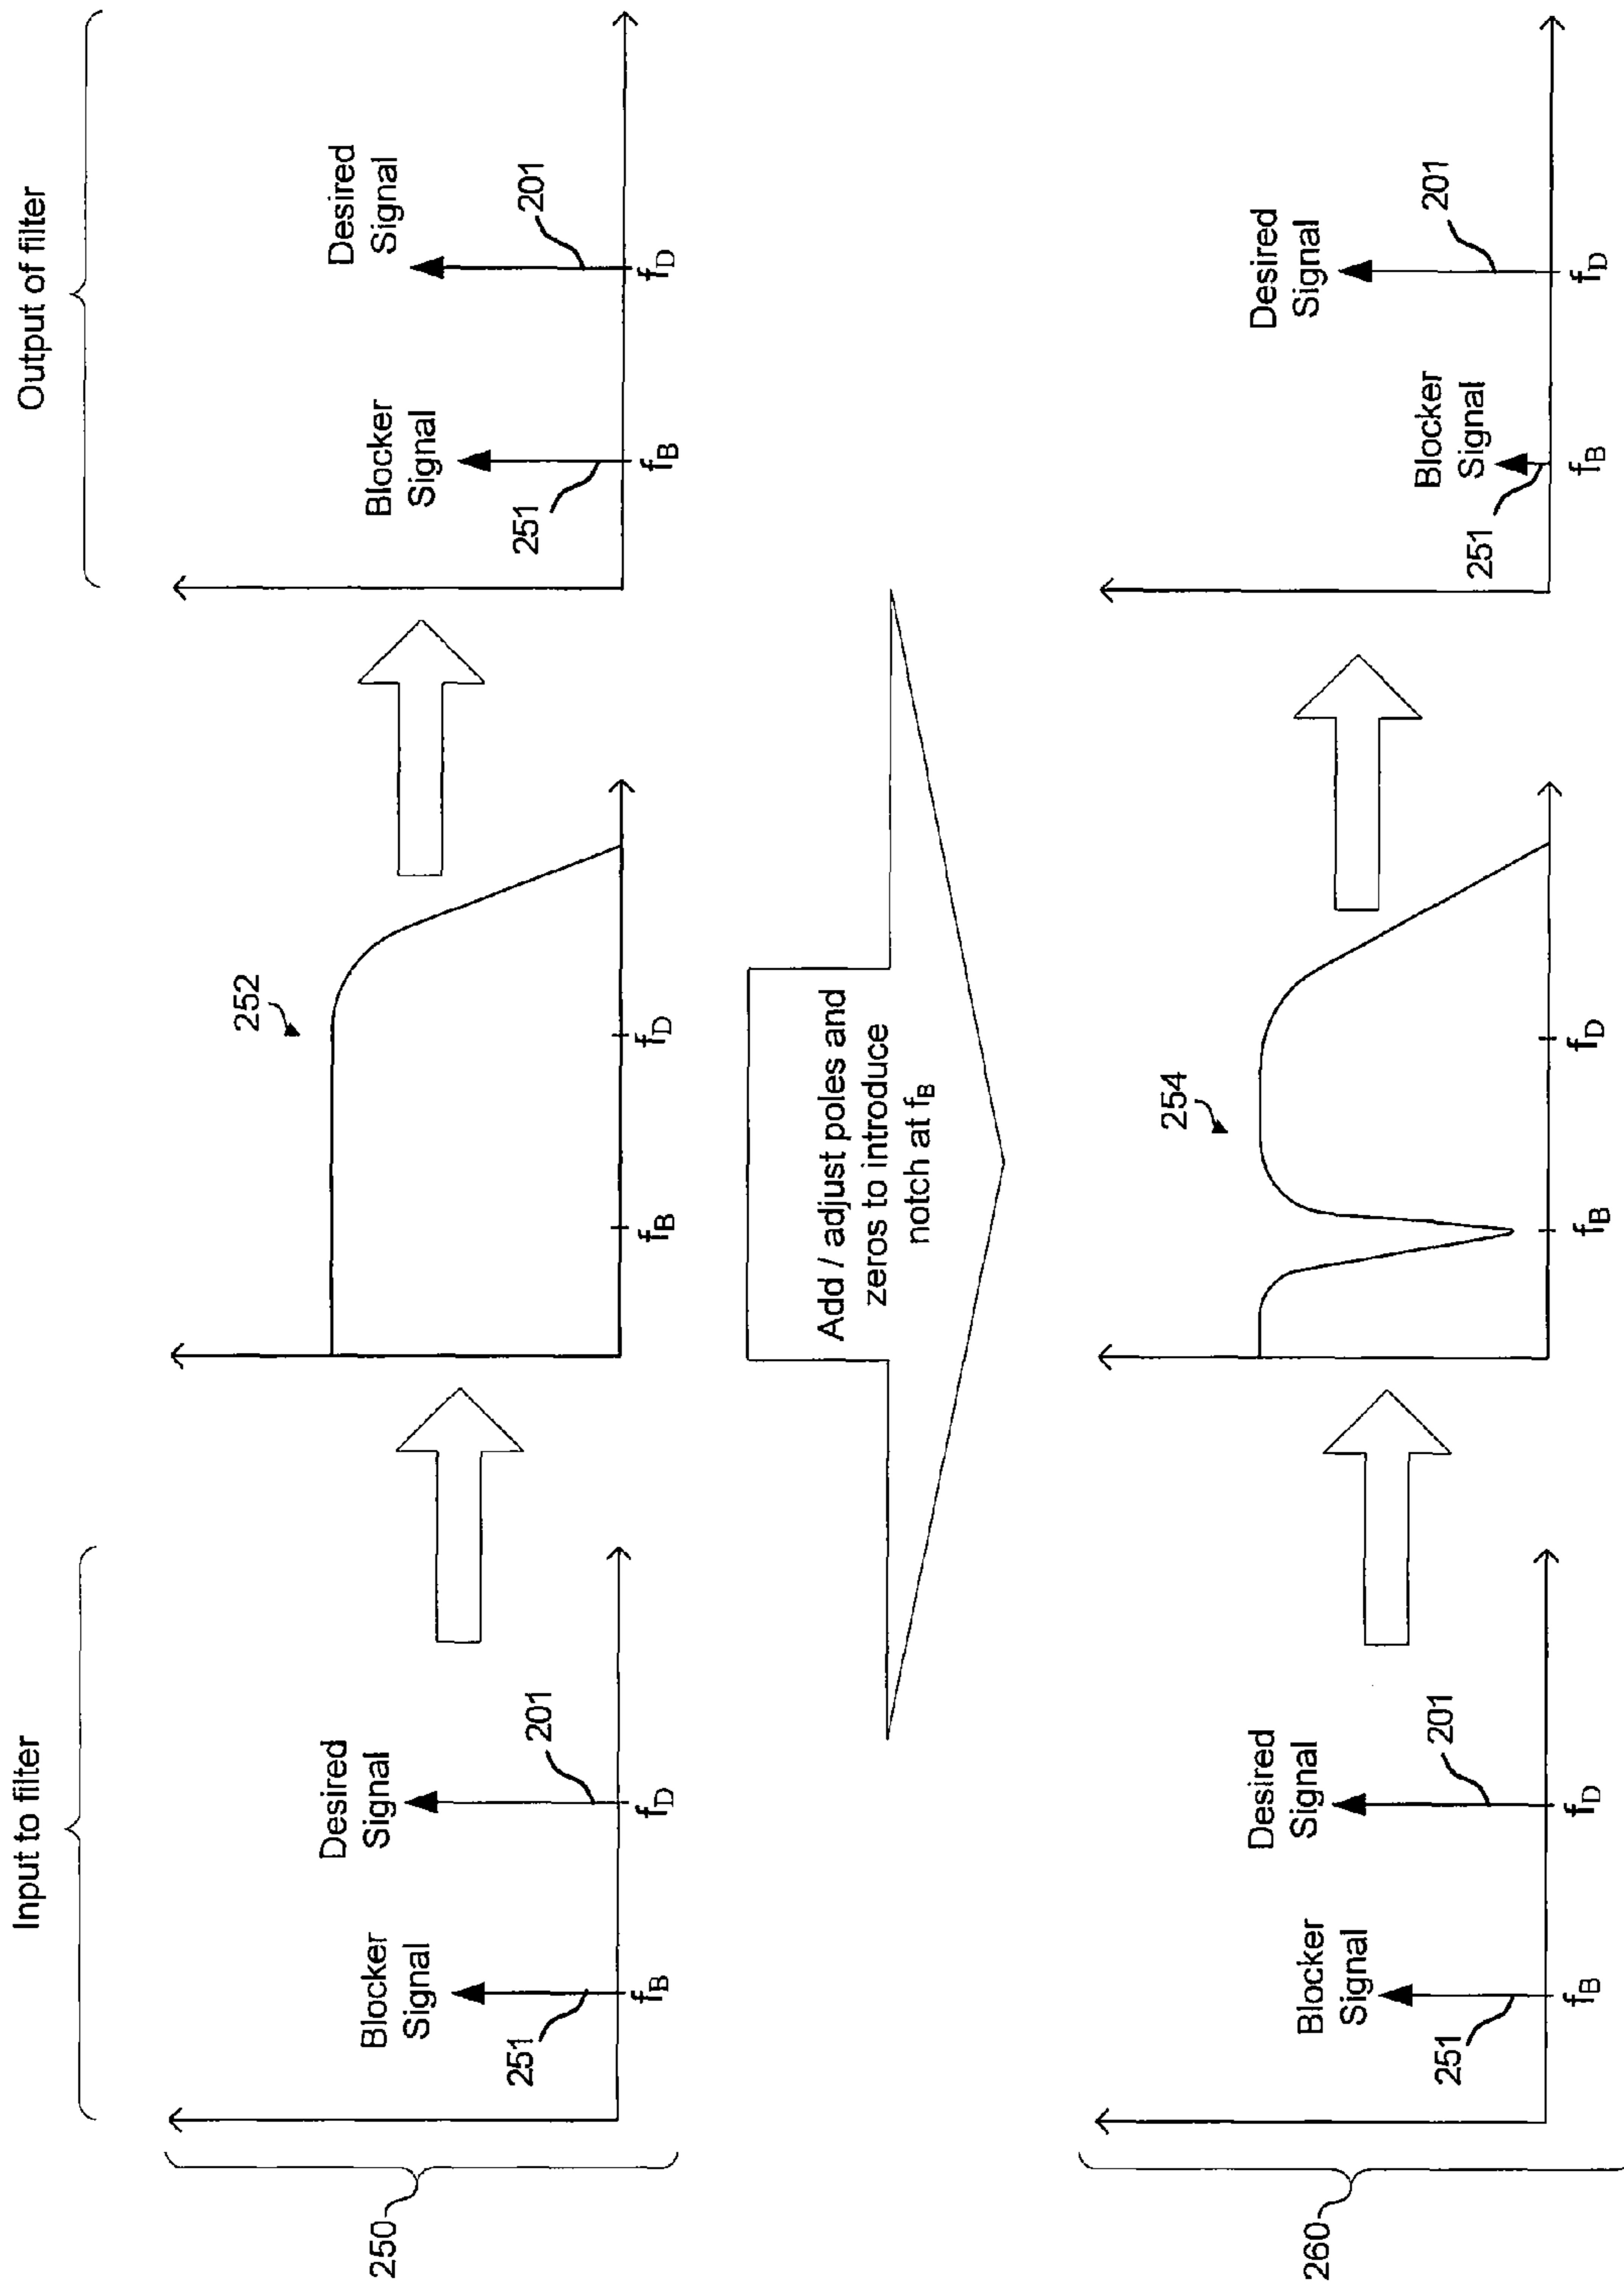 Input to filter
Output of filter
250
Blocker
Signal
251
f_B
Desired
Signal
201
f_D
252
f_B
f_D
Blocker
Signal
251
f_B
Desired
Signal
201
f_D
Add / adjust poles and
zeros to introduce
notch at f_B
260
Blocker
Signal
251
f_B
Desired
Signal
201
f_D
254
f_B
f_D
Blocker
Signal
251
f_B
Desired
Signal
201
f_D